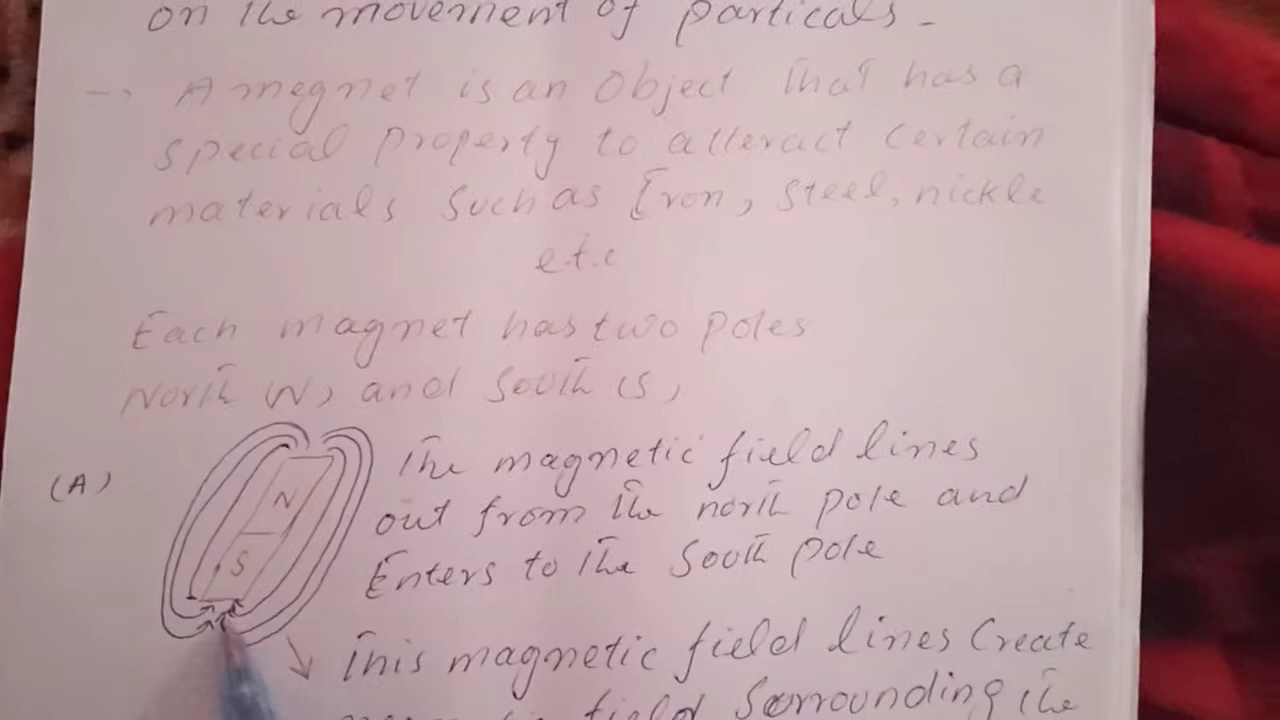 on the movement of particals-
→ A megnet is an Object That has a
special property to atteract certain
materials Such as Iron, Steel, nickle
e.t.c
Each magnet has two poles
North (N) and South (S)
(A)
N
S
The magnetic field lines
out from the north pole and
Enters to the South pole
This magnetic field lines Create
field Surrounding the